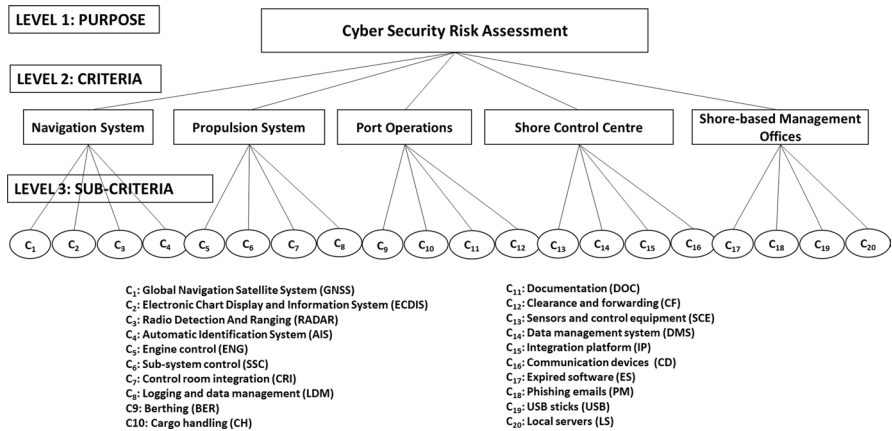 LEVEL 1: PURPOSE
Cyber Security Risk Assessment
LEVEL 2: CRITERIA
Navigation System
Propulsion System
Port Operations
Shore Control Centre
Shore-based Management
Offices
LEVEL 3: SUB-CRITERIA
C₁ C₂ C₃ C₄ C₅ C₆ C₇ C₈ C₉ C₁₀ C₁₁ C₁₂ C₁₃ C₁₄ C₁₅ C₁₆ C₁₇ C₁₈ C₁₉ C₂₀
C₁: Global Navigation Satellite System (GNSS)
C₂: Electronic Chart Display and Information System (ECDIS)
C₃: Radio Detection And Ranging (RADAR)
C₄: Automatic Identification System (AIS)
C₅: Engine control (ENG)
C₆: Sub-system control (SSC)
C₇: Control room integration (CRI)
C₈: Logging and data management (LDM)
C9: Berthing (BER)
C10: Cargo handling (CH)
C₁₁: Documentation (DOC)
C₁₂: Clearance and forwarding (CF)
C₁₃: Sensors and control equipment (SCE)
C₁₄: Data management system (DMS)
C₁₅: Integration platform (IP)
C₁₆: Communication devices (CD)
C₁₇: Expired software (ES)
C₁₈: Phishing emails (PM)
C₁₉: USB sticks (USB)
C₂₀: Local servers (LS)